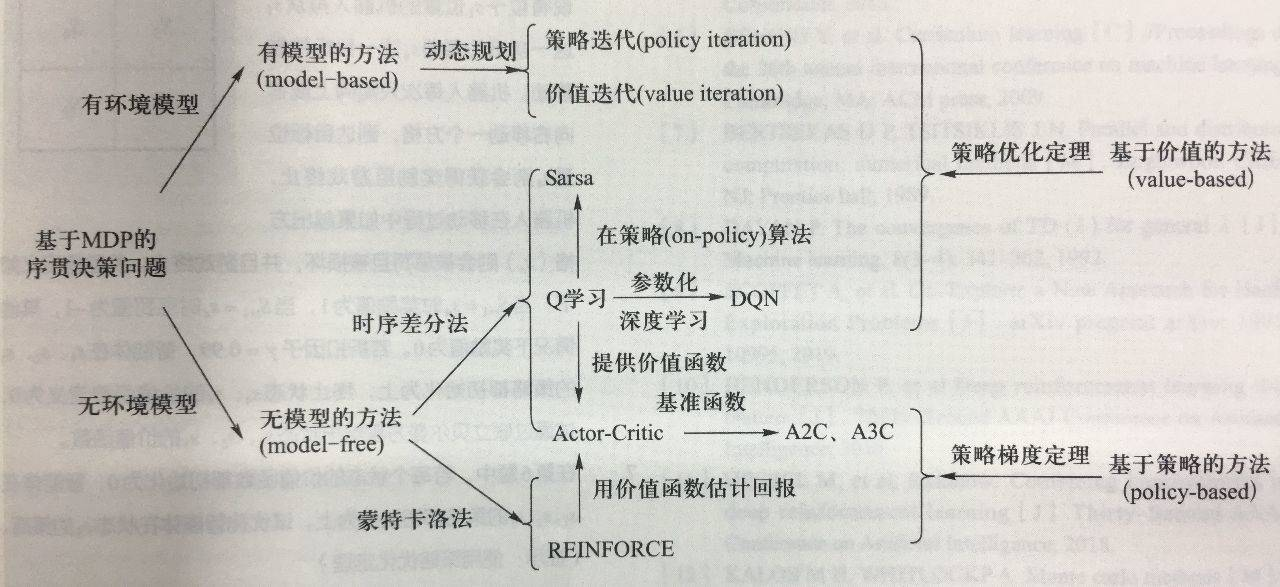 有模型的方法
(model-based)
动态规划
策略迭代(policy iteration)
价值迭代(value iteration)
有环境模型
策略优化定理
基于价值的方法
(value-based)
基于MDP的
序贯决策问题
Sarsa
在策略(on-policy)算法
Q学习
参数化
深度学习
DQN
时序差分法
提供价值函数
无环境模型
无模型的方法
(model-free)
基准函数
Actor-Critic
A2C、A3C
策略梯度定理
基于策略的方法
(policy-based)
用价值函数估计回报
蒙特卡洛法
REINFORCE